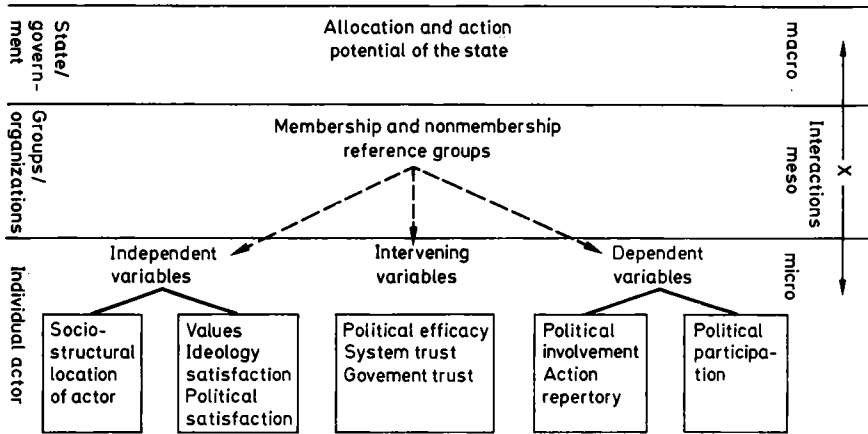 State/
govern-
ment
Allocation and action
potential of the state
macro
Groups/
organizations
Membership and nonmembership
reference groups
meso
Interactions
X
Individual actor
Independent
variables
Intervening
variables
Dependent
variables
micro
Socio-
structural
location
of actor
Values
Ideology
satisfaction
Political
satisfaction
Political efficacy
System trust
Govement trust
Political
involvement
Action
repertory
Political
participa-
tion